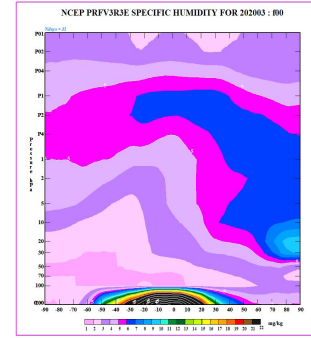 NCEP PRFV3R3E SPECIFIC HUMIDITY FOR 202003 : f00
P01
P02
P04
P1
P2
P4
1
2
5
10
20
30
50
70
100
Pressure hPa
-90 -80 -70 -60 -50 -40 -30 -20 -10 0 10 20 30 40 50 60 70 80 90
1 2 3 4 5 6 7 8 9 10 11 12 13 14 15 16 17 18 19 20 21 22 mg/kg